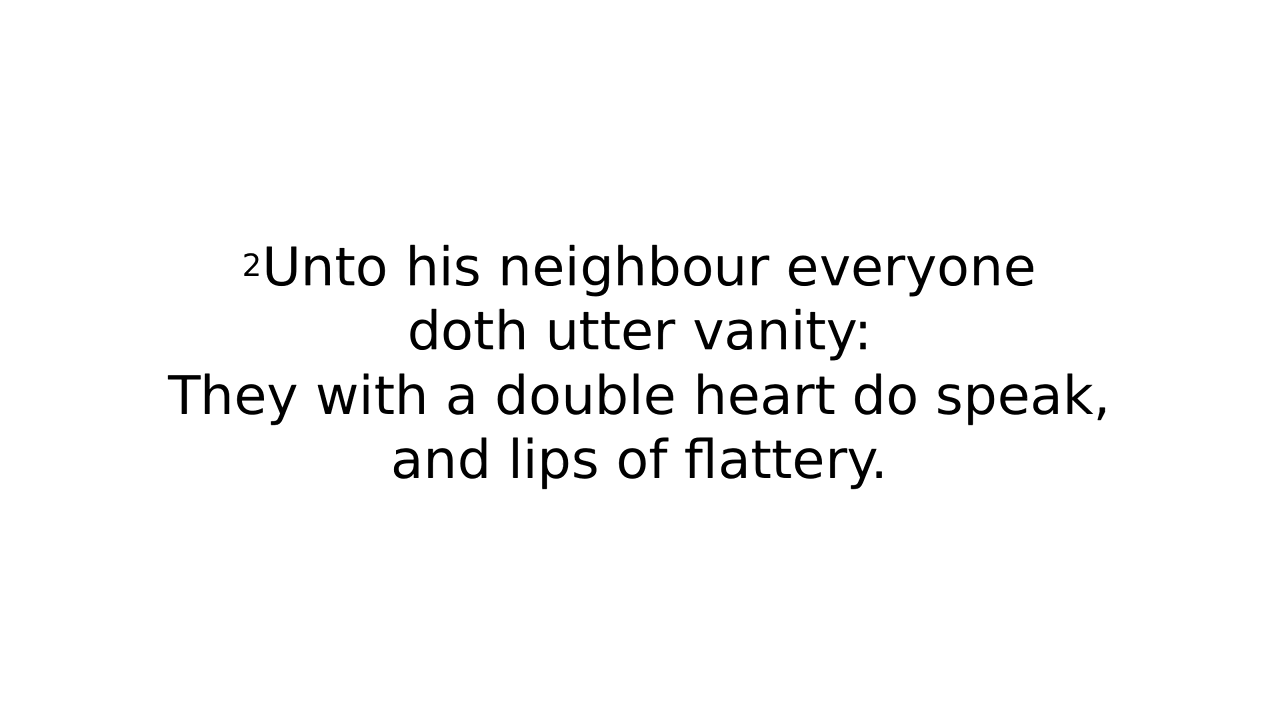 ²Unto his neighbour everyone
doth utter vanity:
They with a double heart do speak,
and lips of flattery.